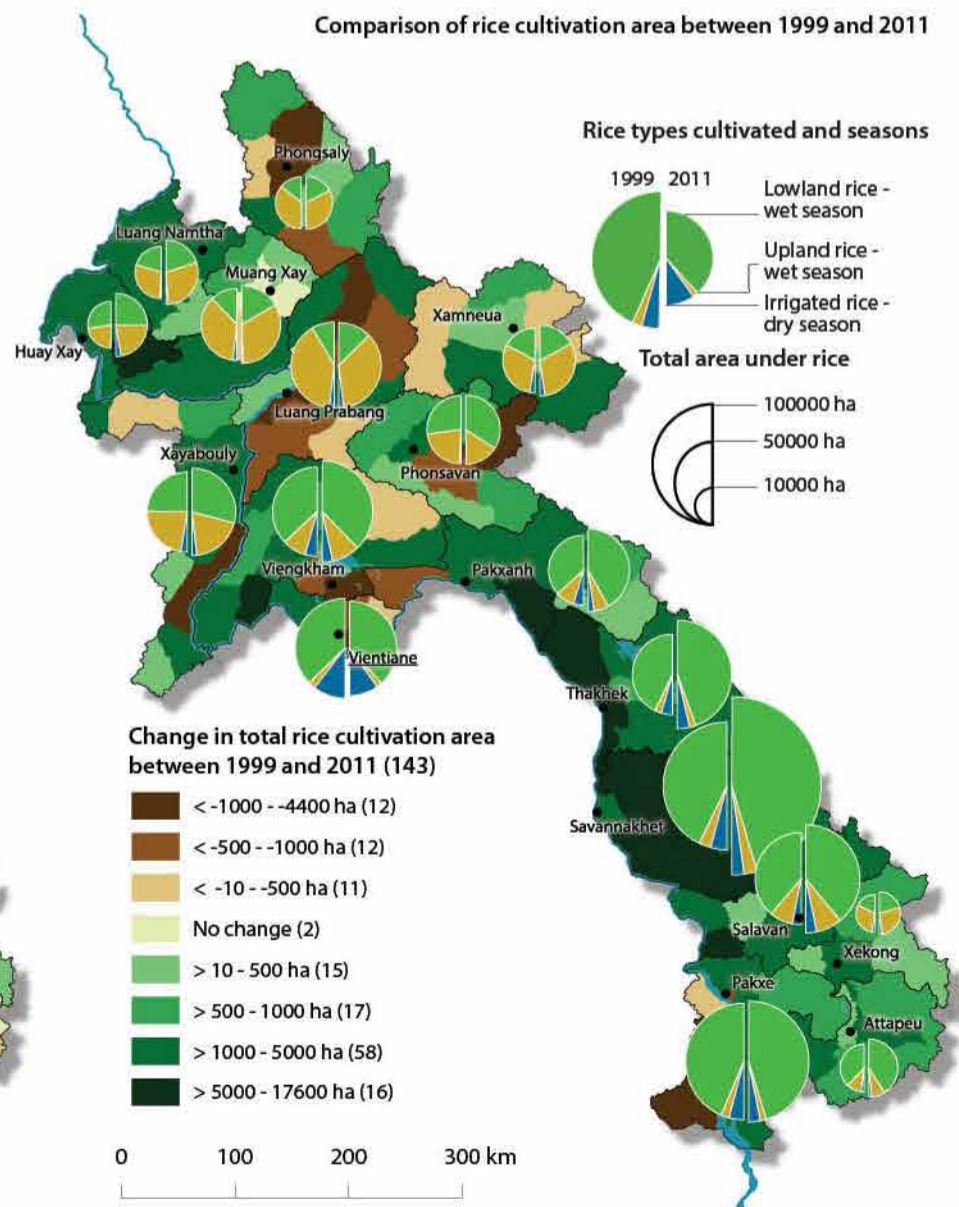 Comparison of rice cultivation area between 1999 and 2011
Rice types cultivated and seasons
1999 2011
Lowland rice -
wet season
Upland rice -
wet season
Irrigated rice -
dry season
Total area under rice
100000 ha
50000 ha
10000 ha
Phongsaly
Luang Namtha
Muang Xay
Xamneua
Huay Xay
Luang Prabang
Xayabouly
Phonsavan
Viengkham
Pakxanh
Vientiane
Thakhek
Savannakhet
Salavan
Xekong
Pakxe
Attapeu
Change in total rice cultivation area
between 1999 and 2011 (143)
< -1000 - -4400 ha (12)
< -500 - -1000 ha (12)
< -10 - -500 ha (11)
No change (2)
> 10 - 500 ha (15)
> 500 - 1000 ha (17)
> 1000 - 5000 ha (58)
> 5000 - 17600 ha (16)
0 100 200 300 km